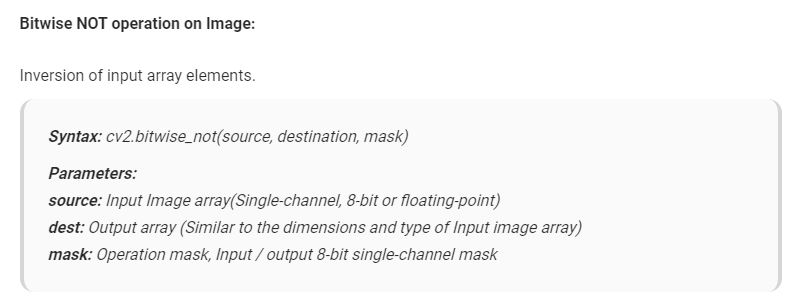 Bitwise NOT operation on Image:
Inversion of input array elements.
Syntax: cv2.bitwise_not(source, destination, mask)
Parameters:
source: Input Image array(Single-channel, 8-bit or floating-point)
dest: Output array (Similar to the dimensions and type of Input image array)
mask: Operation mask, Input / output 8-bit single-channel mask